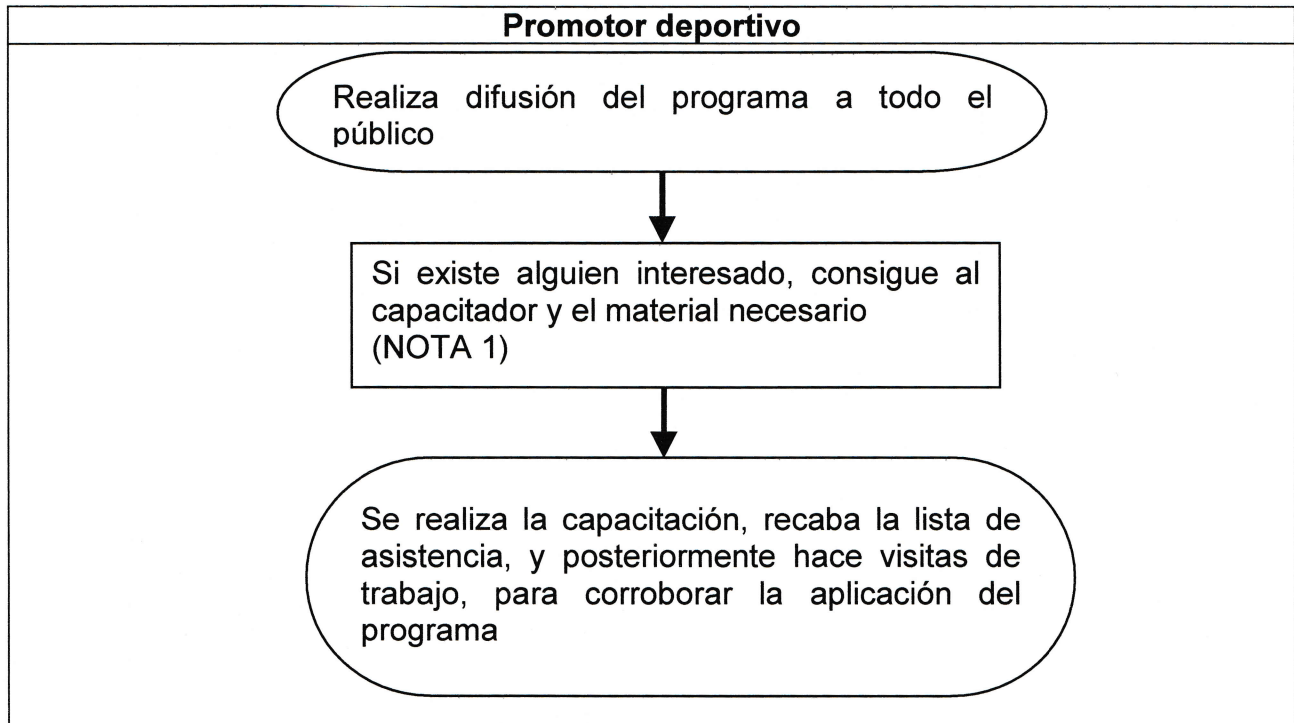 Promotor deportivo
Realiza difusión del programa a todo el
público
Si existe alguien interesado, consigue al
capacitador y el material necesario
(NOTA 1)
Se realiza la capacitación, recaba la lista de
asistencia, y posteriormente hace visitas de
trabajo, para corroborar la aplicación del
programa